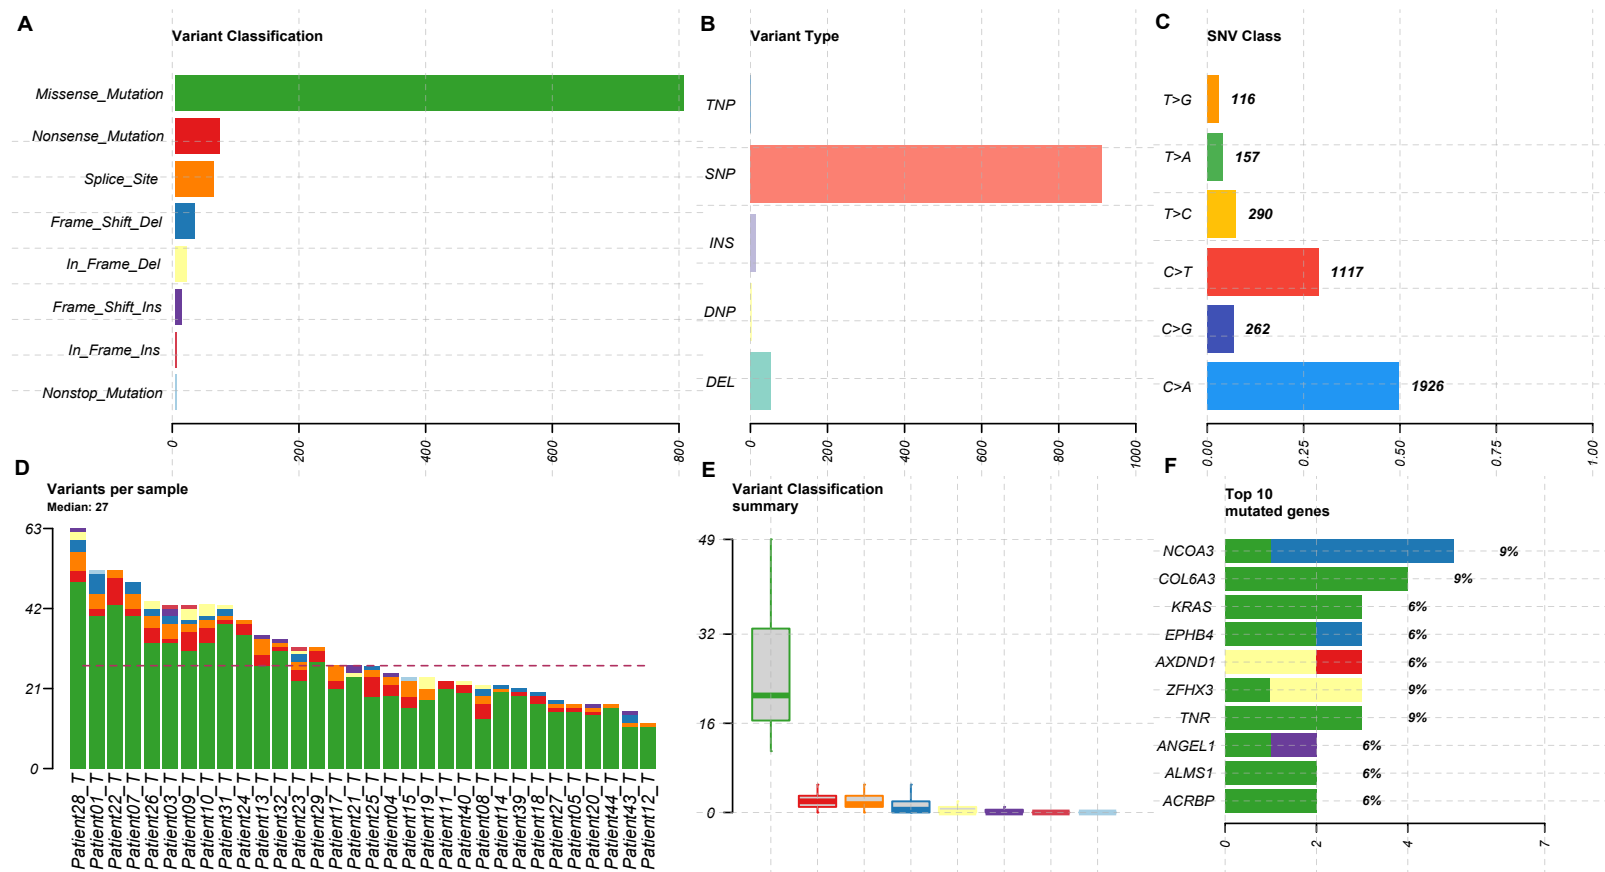 A
Variant Classification
Missense_Mutation
Nonsense_Mutation
Splice_Site
Frame_Shift_Del
In_Frame_Del
Frame_Shift_Ins
In_Frame_Ins
Nonstop_Mutation
0
200
400
600
800
B
Variant Type
TNP
SNP
INS
DNP
DEL
0
200
400
600
800
1000
C
SNV Class
T>G
116
T>A
157
T>C
290
C>T
1117
C>G
262
C>A
1926
0.00
0.25
0.50
0.75
1.00
D
Variants per sample
Median: 27
63
42
21
0
Patient28_T
Patient01_T
Patient22_T
Patient07_T
Patient26_T
Patient03_T
Patient09_T
Patient10_T
Patient31_T
Patient24_T
Patient13_T
Patient32_T
Patient23_T
Patient29_T
Patient17_T
Patient21_T
Patient25_T
Patient04_T
Patient15_T
Patient19_T
Patient11_T
Patient40_T
Patient08_T
Patient14_T
Patient39_T
Patient18_T
Patient27_T
Patient05_T
Patient20_T
Patient44_T
Patient43_T
Patient12_T
E
Variant Classification
summary
49
32
16
0
F
Top 10
mutated genes
NCOA3
9%
COL6A3
9%
KRAS
6%
EPHB4
6%
AXDND1
6%
ZFHX3
9%
TNR
9%
ANGEL1
6%
ALMS1
6%
ACRBP
6%
0
2
4
7